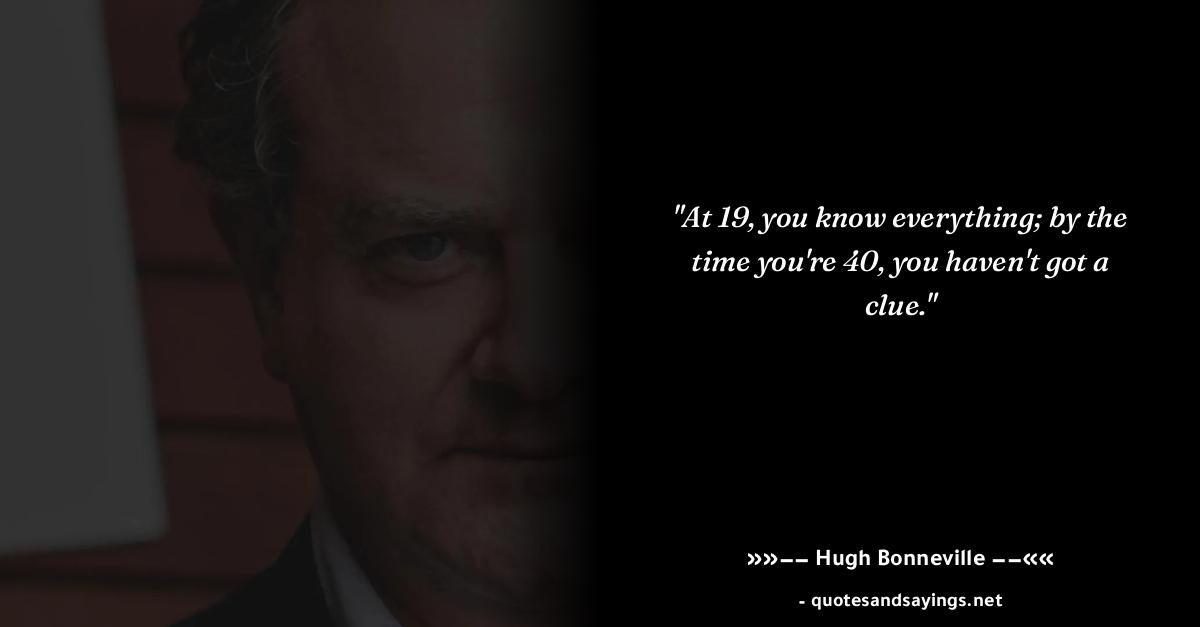 "At 19, you know everything; by the
time you're 40, you haven't got a
clue."
»»–– Hugh Bonneville ––««
- quotesandsayings.net